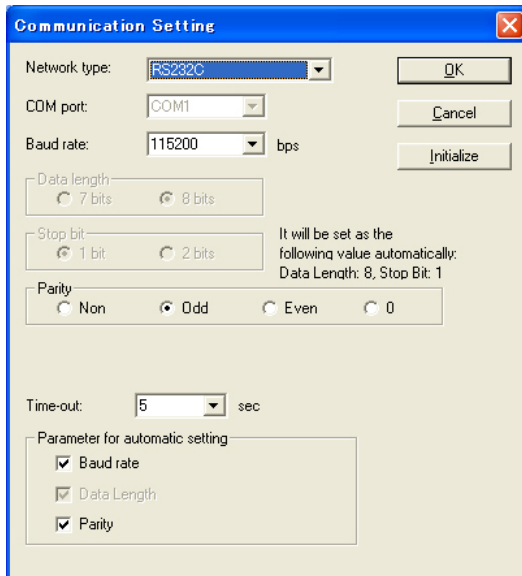 Communication Setting
Network type: RS232C
OK
COM port: COM1
Cancel
Baud rate: 115200 bps
Initialize
Data length
7 bits 8 bits
Stop bit
1 bit 2 bits
It will be set as the
following value automatically:
Data Length: 8, Stop Bit: 1
Parity
Non Odd Even 0
Time-out: 5 sec
Parameter for automatic setting
Baud rate
Data Length
Parity